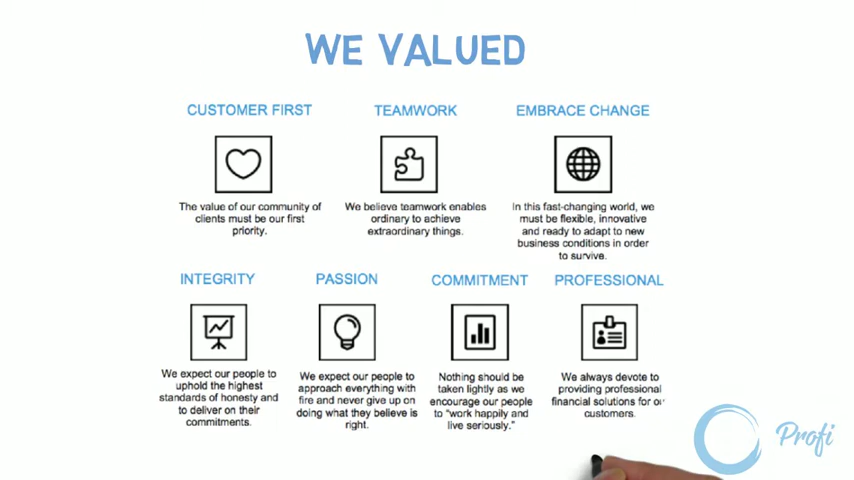 WE VALUED
CUSTOMER FIRST
The value of our community of
clients must be our first
priority.
TEAMWORK
We believe teamwork enables
ordinary to achieve
extraordinary things.
EMBRACE CHANGE
In this fast-changing world, we
must be flexible, innovative
and ready to adapt to new
business conditions in order
to survive.
INTEGRITY
We expect our people to
uphold the highest
standards of honesty and
to deliver on their
commitments.
PASSION
We expect our people to
approach everything with
fire and never give up on
doing what they believe is
right.
COMMITMENT
Nothing should be
taken lightly as we
encourage our people
to “work happily and
live seriously.”
PROFESSIONAL
We always devote to
providing professional
financial solutions for ou
customers.
Profi